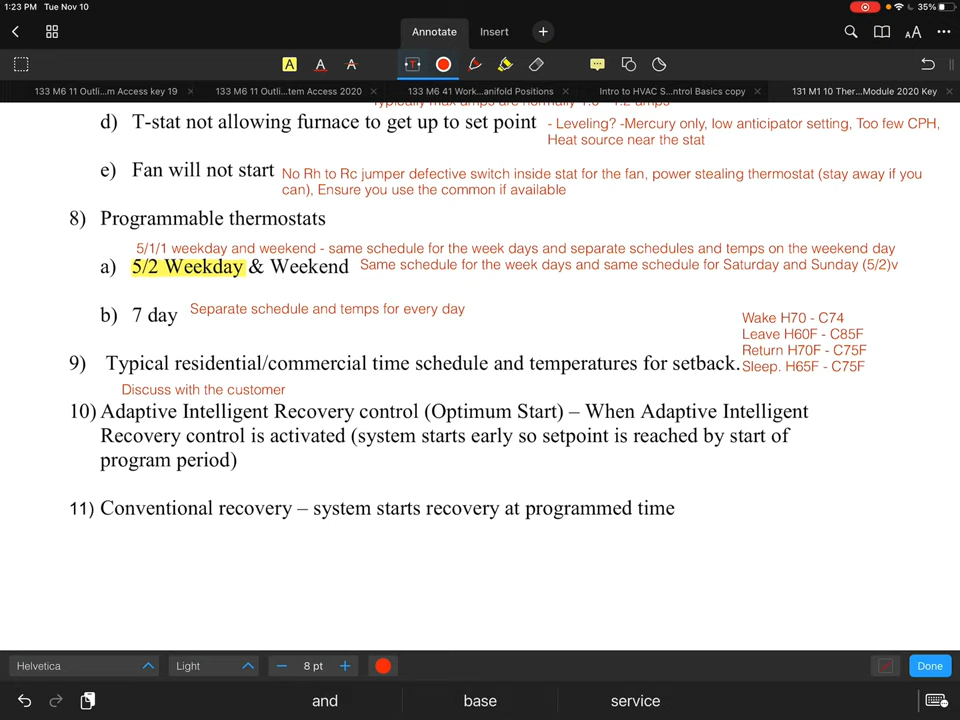 1:23 PM Tue Nov 10
35%
Annotate
Insert
AA
A A A T
133 M6 11 Outli...m Access key 19
133 M6 11 Outli...tem Access 2020
133 M6 41 Work...anifold Positions
Intro to HVAC S...ntrol Basics copy
131 M1 10 Ther...Module 2020 Key
Typically max amps are normally 1.0 - 1.2 amps
d) T-stat not allowing furnace to get up to set point
- Leveling? -Mercury only, low anticipator setting, Too few CPH,
Heat source near the stat
e) Fan will not start
No Rh to Rc jumper defective switch inside stat for the fan, power stealing thermostat (stay away if you
can), Ensure you use the common if available
8) Programmable thermostats
5/1/1 weekday and weekend - same schedule for the week days and separate schedules and temps on the weekend day
a) 5/2 Weekday & Weekend
Same schedule for the week days and same schedule for Saturday and Sunday (5/2)v
b) 7 day
Separate schedule and temps for every day
Wake H70 - C74
Leave H60F - C85F
Return H70F - C75F
Sleep. H65F - C75F
9) Typical residential/commercial time schedule and temperatures for setback.
Discuss with the customer
10) Adaptive Intelligent Recovery control (Optimum Start) – When Adaptive Intelligent
Recovery control is activated (system starts early so setpoint is reached by start of
program period)
11) Conventional recovery – system starts recovery at programmed time
Helvetica
Light
8 pt
Done
and
base
service